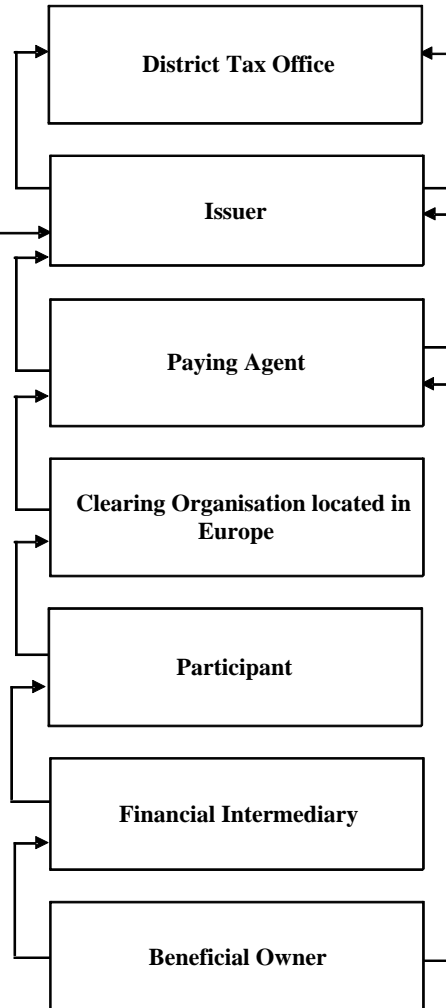 District Tax Office
Issuer
Paying Agent
Clearing Organisation located in
Europe
Participant
Financial Intermediary
Beneficial Owner